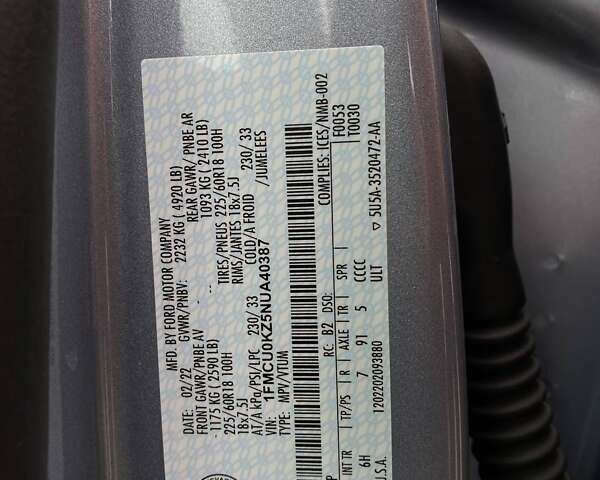 MFD. BY FORD MOTOR COMPANY
DATE: 02/22 GVWR/PNBV: 2232 KG ( 4920 LB)
FRONT GAWR/ PNBE AV REAR GAWR/ PNBE AR
1175 KG ( 2590 LB) 1093 KG ( 2410 LB)
225/60R18 100H TIRES/PNEUS 225/60R18 100H
18x7.5J RIMS/JANTES 18x7.5J
AT/A kPa/PSI/LPC 230/ 33 COLD/A FROID 230/ 33
VIN: 1FMCU0KZ5NUA40387 /JUMELEES
TYPE: MPV/VTUM COMPLIES: ICES/NMB-002
F0053
T0030
RC: B2 DSO:
INT TR TP/PS R AXLE TR SPR
6H 7 91 5 CCCC
ULT
▽ 5U5A-3520472-AA
U.S.A. 1202202093880